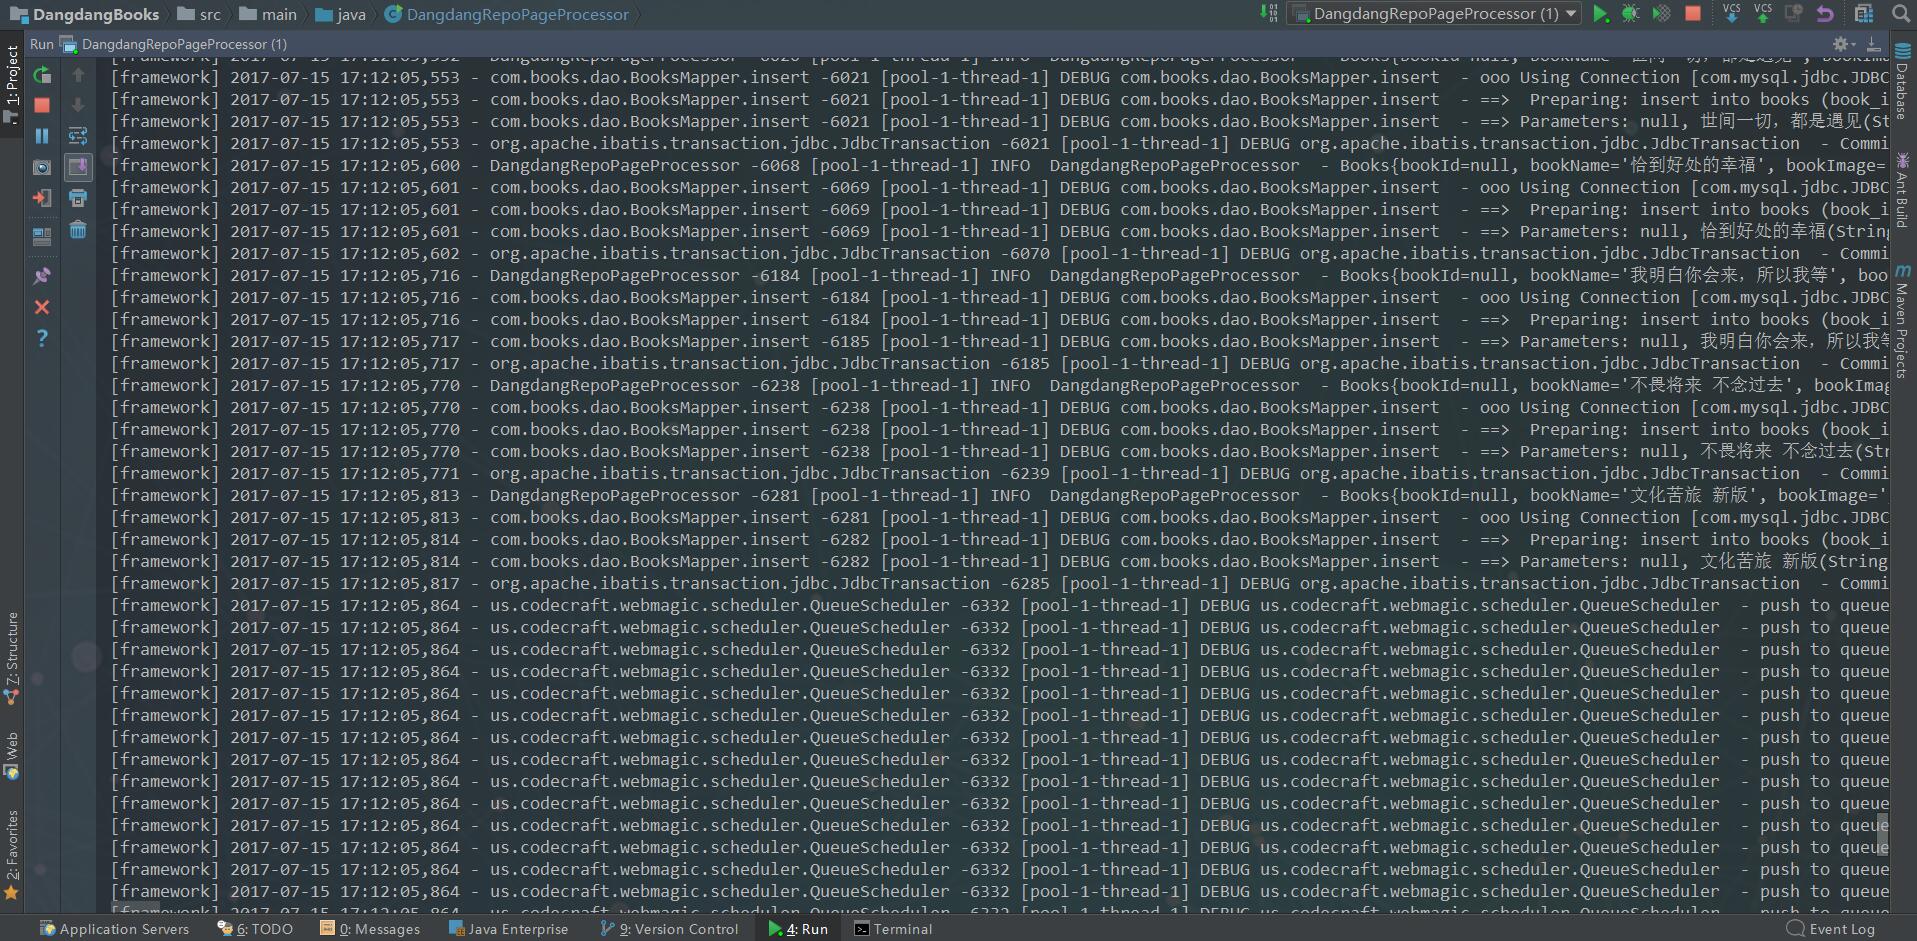 DangdangBooks src main java DangdangRepoPageProcessor DangdangRepoPageProcessor (1) VCS VCS
Run DangdangRepoPageProcessor (1)
[framework] 2017-07-15 17:12:05,553 - com.books.dao.BooksMapper.insert -6021 [pool-1-thread-1] DEBUG com.books.dao.BooksMapper.insert - ooo Using Connection [com.mysql.jdbc.JDBC
[framework] 2017-07-15 17:12:05,553 - com.books.dao.BooksMapper.insert -6021 [pool-1-thread-1] DEBUG com.books.dao.BooksMapper.insert - ==> Preparing: insert into books (book_i
[framework] 2017-07-15 17:12:05,553 - com.books.dao.BooksMapper.insert -6021 [pool-1-thread-1] DEBUG com.books.dao.BooksMapper.insert - ==> Parameters: null, 世间一切，都是遇见(St
[framework] 2017-07-15 17:12:05,553 - org.apache.ibatis.transaction.jdbc.JdbcTransaction -6021 [pool-1-thread-1] DEBUG org.apache.ibatis.transaction.jdbc.JdbcTransaction - Commi
[framework] 2017-07-15 17:12:05,600 - DangdangRepoPageProcessor -6068 [pool-1-thread-1] INFO DangdangRepoPageProcessor - Books{bookId=null, bookName='恰到好处的幸福', bookImage=
[framework] 2017-07-15 17:12:05,601 - com.books.dao.BooksMapper.insert -6069 [pool-1-thread-1] DEBUG com.books.dao.BooksMapper.insert - ooo Using Connection [com.mysql.jdbc.JDBC
[framework] 2017-07-15 17:12:05,601 - com.books.dao.BooksMapper.insert -6069 [pool-1-thread-1] DEBUG com.books.dao.BooksMapper.insert - ==> Preparing: insert into books (book_i
[framework] 2017-07-15 17:12:05,601 - com.books.dao.BooksMapper.insert -6069 [pool-1-thread-1] DEBUG com.books.dao.BooksMapper.insert - ==> Parameters: null, 恰到好处的幸福(String
[framework] 2017-07-15 17:12:05,602 - org.apache.ibatis.transaction.jdbc.JdbcTransaction -6070 [pool-1-thread-1] DEBUG org.apache.ibatis.transaction.jdbc.JdbcTransaction - Commi
[framework] 2017-07-15 17:12:05,716 - DangdangRepoPageProcessor -6184 [pool-1-thread-1] INFO DangdangRepoPageProcessor - Books{bookId=null, bookName='我明白你会来，所以我等', boo
[framework] 2017-07-15 17:12:05,716 - com.books.dao.BooksMapper.insert -6184 [pool-1-thread-1] DEBUG com.books.dao.BooksMapper.insert - ooo Using Connection [com.mysql.jdbc.JDBC
[framework] 2017-07-15 17:12:05,716 - com.books.dao.BooksMapper.insert -6184 [pool-1-thread-1] DEBUG com.books.dao.BooksMapper.insert - ==> Preparing: insert into books (book_i
[framework] 2017-07-15 17:12:05,717 - com.books.dao.BooksMapper.insert -6185 [pool-1-thread-1] DEBUG com.books.dao.BooksMapper.insert - ==> Parameters: null, 我明白你会来，所以我等
[framework] 2017-07-15 17:12:05,717 - org.apache.ibatis.transaction.jdbc.JdbcTransaction -6185 [pool-1-thread-1] DEBUG org.apache.ibatis.transaction.jdbc.JdbcTransaction - Commi
[framework] 2017-07-15 17:12:05,770 - DangdangRepoPageProcessor -6238 [pool-1-thread-1] INFO DangdangRepoPageProcessor - Books{bookId=null, bookName='不畏将来 不念过去', bookImag
[framework] 2017-07-15 17:12:05,770 - com.books.dao.BooksMapper.insert -6238 [pool-1-thread-1] DEBUG com.books.dao.BooksMapper.insert - ooo Using Connection [com.mysql.jdbc.JDBC
[framework] 2017-07-15 17:12:05,770 - com.books.dao.BooksMapper.insert -6238 [pool-1-thread-1] DEBUG com.books.dao.BooksMapper.insert - ==> Preparing: insert into books (book_i
[framework] 2017-07-15 17:12:05,770 - com.books.dao.BooksMapper.insert -6238 [pool-1-thread-1] DEBUG com.books.dao.BooksMapper.insert - ==> Parameters: null, 不畏将来 不念过去(Str
[framework] 2017-07-15 17:12:05,771 - org.apache.ibatis.transaction.jdbc.JdbcTransaction -6239 [pool-1-thread-1] DEBUG org.apache.ibatis.transaction.jdbc.JdbcTransaction - Commi
[framework] 2017-07-15 17:12:05,813 - DangdangRepoPageProcessor -6281 [pool-1-thread-1] INFO DangdangRepoPageProcessor - Books{bookId=null, bookName='文化苦旅 新版', bookImage='
[framework] 2017-07-15 17:12:05,813 - com.books.dao.BooksMapper.insert -6281 [pool-1-thread-1] DEBUG com.books.dao.BooksMapper.insert - ooo Using Connection [com.mysql.jdbc.JDBC
[framework] 2017-07-15 17:12:05,814 - com.books.dao.BooksMapper.insert -6282 [pool-1-thread-1] DEBUG com.books.dao.BooksMapper.insert - ==> Preparing: insert into books (book_i
[framework] 2017-07-15 17:12:05,814 - com.books.dao.BooksMapper.insert -6282 [pool-1-thread-1] DEBUG com.books.dao.BooksMapper.insert - ==> Parameters: null, 文化苦旅 新版(String
[framework] 2017-07-15 17:12:05,817 - org.apache.ibatis.transaction.jdbc.JdbcTransaction -6285 [pool-1-thread-1] DEBUG org.apache.ibatis.transaction.jdbc.JdbcTransaction - Commi
[framework] 2017-07-15 17:12:05,864 - us.codecraft.webmagic.scheduler.QueueScheduler -6332 [pool-1-thread-1] DEBUG us.codecraft.webmagic.scheduler.QueueScheduler - push to queue
[framework] 2017-07-15 17:12:05,864 - us.codecraft.webmagic.scheduler.QueueScheduler -6332 [pool-1-thread-1] DEBUG us.codecraft.webmagic.scheduler.QueueScheduler - push to queue
[framework] 2017-07-15 17:12:05,864 - us.codecraft.webmagic.scheduler.QueueScheduler -6332 [pool-1-thread-1] DEBUG us.codecraft.webmagic.scheduler.QueueScheduler - push to queue
[framework] 2017-07-15 17:12:05,864 - us.codecraft.webmagic.scheduler.QueueScheduler -6332 [pool-1-thread-1] DEBUG us.codecraft.webmagic.scheduler.QueueScheduler - push to queue
[framework] 2017-07-15 17:12:05,864 - us.codecraft.webmagic.scheduler.QueueScheduler -6332 [pool-1-thread-1] DEBUG us.codecraft.webmagic.scheduler.QueueScheduler - push to queue
[framework] 2017-07-15 17:12:05,864 - us.codecraft.webmagic.scheduler.QueueScheduler -6332 [pool-1-thread-1] DEBUG us.codecraft.webmagic.scheduler.QueueScheduler - push to queue
[framework] 2017-07-15 17:12:05,864 - us.codecraft.webmagic.scheduler.QueueScheduler -6332 [pool-1-thread-1] DEBUG us.codecraft.webmagic.scheduler.QueueScheduler - push to queue
[framework] 2017-07-15 17:12:05,864 - us.codecraft.webmagic.scheduler.QueueScheduler -6332 [pool-1-thread-1] DEBUG us.codecraft.webmagic.scheduler.QueueScheduler - push to queue
[framework] 2017-07-15 17:12:05,864 - us.codecraft.webmagic.scheduler.QueueScheduler -6332 [pool-1-thread-1] DEBUG us.codecraft.webmagic.scheduler.QueueScheduler - push to queue
[framework] 2017-07-15 17:12:05,864 - us.codecraft.webmagic.scheduler.QueueScheduler -6332 [pool-1-thread-1] DEBUG us.codecraft.webmagic.scheduler.QueueScheduler - push to queue
[framework] 2017-07-15 17:12:05,864 - us.codecraft.webmagic.scheduler.QueueScheduler -6332 [pool-1-thread-1] DEBUG us.codecraft.webmagic.scheduler.QueueScheduler - push to queue
[framework] 2017-07-15 17:12:05,864 - us.codecraft.webmagic.scheduler.QueueScheduler -6332 [pool-1-thread-1] DEBUG us.codecraft.webmagic.scheduler.QueueScheduler - push to queue
[framework] 2017-07-15 17:12:05,864 - us.codecraft.webmagic.scheduler.QueueScheduler -6332 [pool-1-thread-1] DEBUG us.codecraft.webmagic.scheduler.QueueScheduler - push to queue
[framework] 2017-07-15 17:12:05,864 - us.codecraft.webmagic.scheduler.QueueScheduler -6332 [pool-1-thread-1] DEBUG us.codecraft.webmagic.scheduler.QueueScheduler - push to queue
1: Project
Z: Structure
Web
2: Favorites
Database
Ant Build
Maven Projects
Application Servers 6: TODO 0: Messages Java Enterprise 9: Version Control 4: Run Terminal Event Log